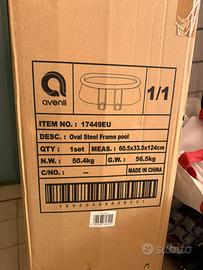 avenli
1/1
ITEM NO.: 17449EU
DESC.: Oval Steel Frame pool
QTY: 1set
MEAS: 60.5x33.5x124cm
N.W.: 50.4kg
G.W.: 56.5kg
C/NO.: –
MADE IN CHINA
subito